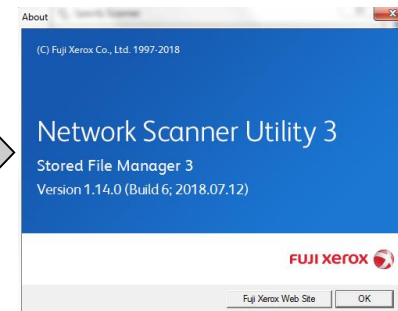 About
(C) Fuji Xerox Co., Ltd. 1997-2018
Network Scanner Utility 3
Stored File Manager 3
Version 1.14.0 (Build 6; 2018.07.12)
FUJI xerox
Fuji Xerox Web Site
OK